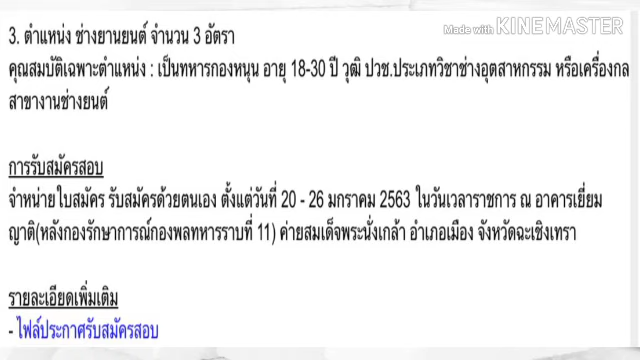 Made with KINEMASTER
3. ตำแหน่ง ช่างยานยนต์ จำนวน 3 อัตรา
คุณสมบัติเฉพาะตำแหน่ง : เป็นทหารกองหนุน อายุ 18-30 ปี วุฒิ ปวช.ประเภทวิชาช่างอุตสาหกรรม หรือเครื่องกล
สาขางานช่างยนต์
การรับสมัครสอบ
จำหน่ายใบสมัคร รับสมัครด้วยตนเอง ตั้งแต่วันที่ 20 - 26 มกราคม 2563 ในวันเวลาราชการ ณ อาคารเยี่ยม
ญาติ(หลังกองรักษาการณ์กองพลทหารราบที่ 11) ค่ายสมเด็จพระนั่งเกล้า อำเภอเมือง จังหวัดฉะเชิงเทรา
รายละเอียดเพิ่มเติม
- ไฟล์ประกาศรับสมัครสอบ